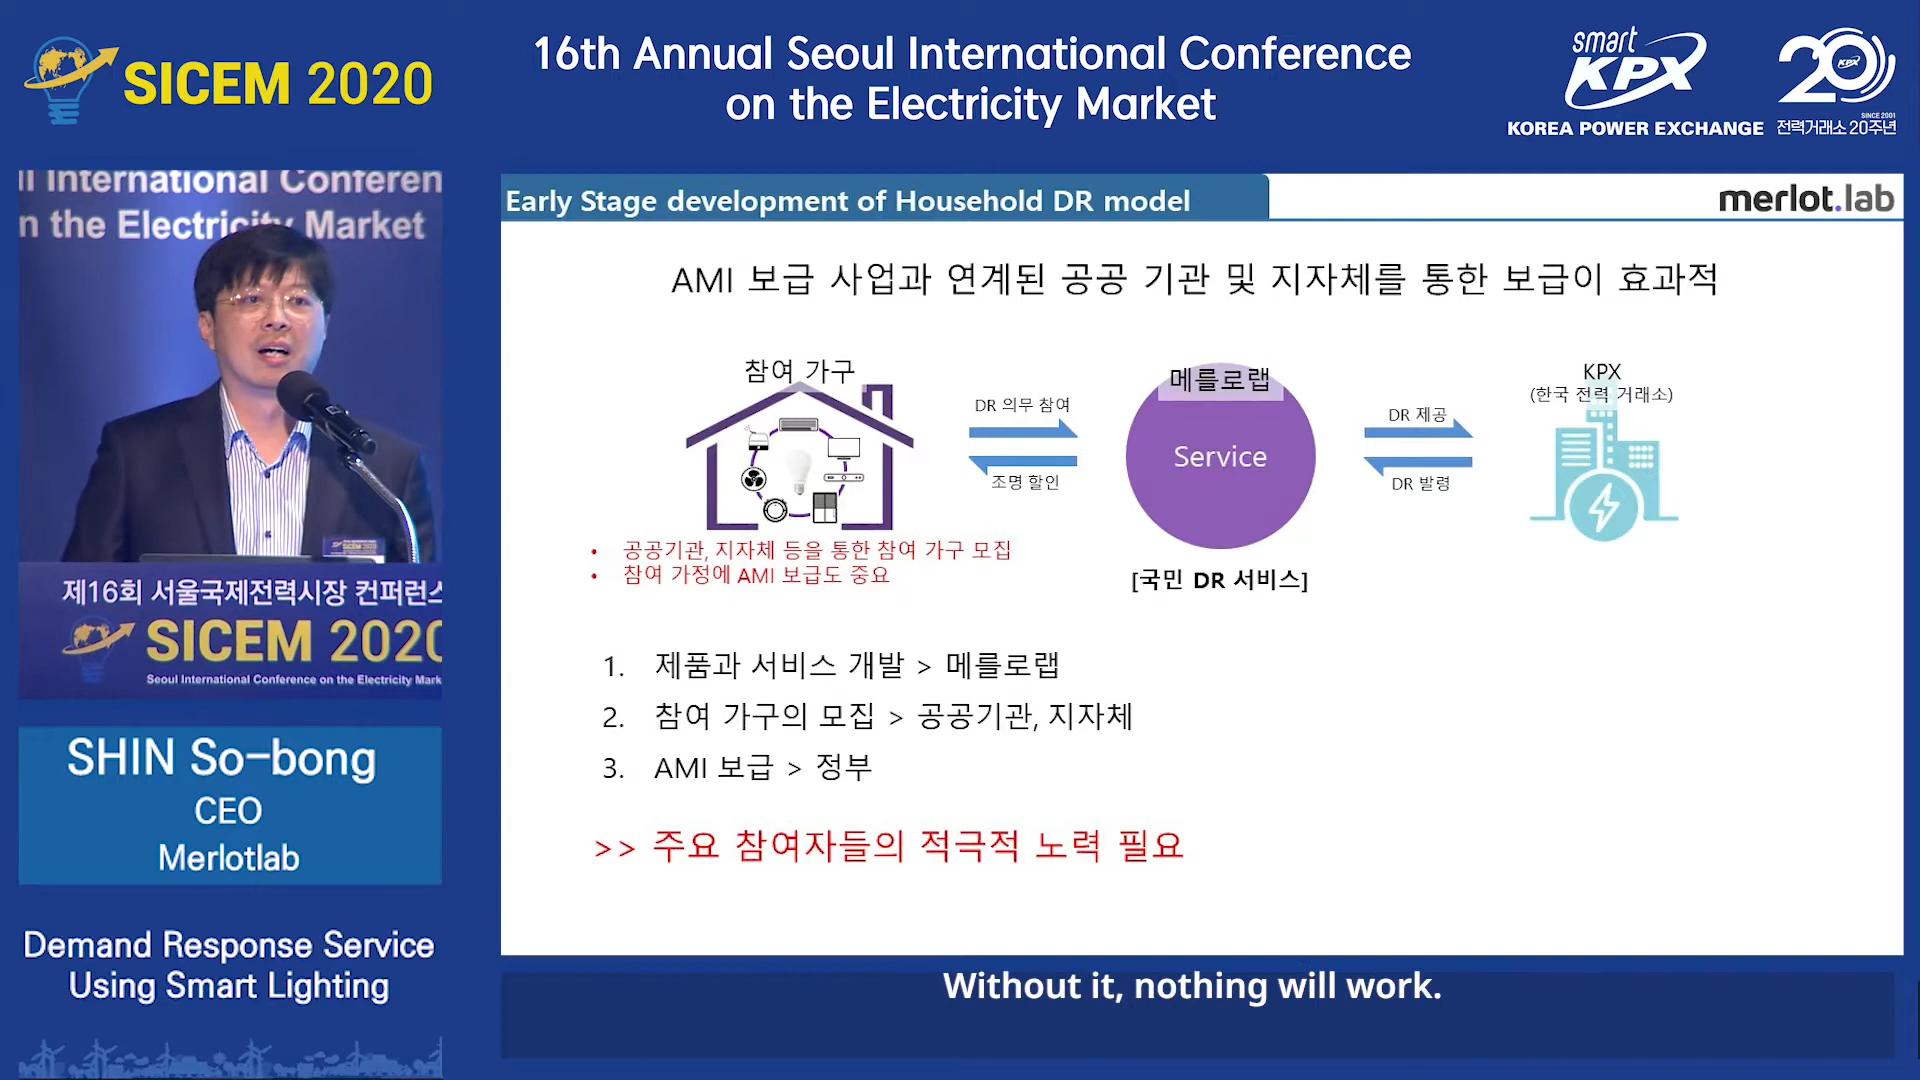 SICEM 2020
16th Annual Seoul International Conference
on the Electricity Market
smart
KPX
KOREA POWER EXCHANGE
20
KPX
SINCE 2001
전력거래소 20주년
l International Conferen
n the Electricity Market
제16회 서울국제전력시장 컨퍼런스
SICEM 2020
Seoul International Conference on the Electricity Mark
SHIN So-bong
CEO
Merlotlab
Demand Response Service
Using Smart Lighting
Early Stage development of Household DR model
merlot.lab
AMI 보급 사업과 연계된 공공 기관 및 지자체를 통한 보급이 효과적
참여 가구
DR 의무 참여
조명 할인
메를로랩
Service
[국민 DR 서비스]
DR 제공
DR 발령
KPX
(한국 전력 거래소)
• 공공기관, 지자체 등을 통한 참여 가구 모집
• 참여 가정에 AMI 보급도 중요
1. 제품과 서비스 개발 > 메를로랩
2. 참여 가구의 모집 > 공공기관, 지자체
3. AMI 보급 > 정부
>> 주요 참여자들의 적극적 노력 필요
Without it, nothing will work.